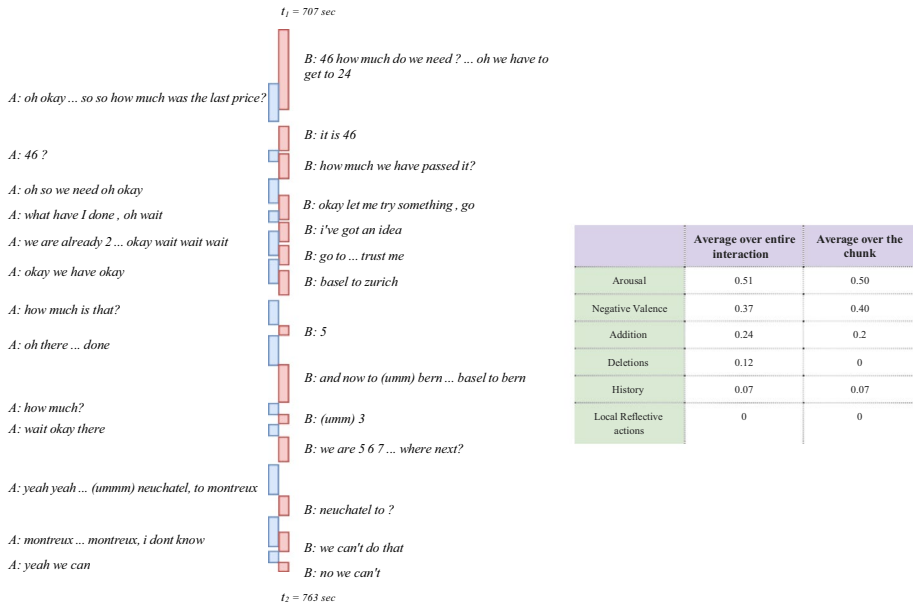 t1 = 707 sec
B: 46 how much do we need ? ... oh we have to
get to 24
A: oh okay ... so so how much was the last price?
B: it is 46
A: 46 ?
B: how much we have passed it?
A: oh so we need oh okay
B: okay let me try something , go
A: what have I done , oh wait
B: i've got an idea
A: we are already 2 ... okay wait wait wait
B: go to ... trust me
A: okay we have okay
B: basel to zurich
A: how much is that?
B: 5
A: oh there ... done
B: and now to (umm) bern ... basel to bern
A: how much?
B: (umm) 3
A: wait okay there
B: we are 5 6 7 ... where next?
A: yeah yeah ... (ummm) neuchatel, to montreux
B: neuchatel to ?
A: montreux ... montreux, i dont know
B: we can't do that
A: yeah we can
B: no we can't
t2 = 763 sec
Average over entire
interaction
Average over the
chunk
Arousal 0.51 0.50
Negative Valence 0.37 0.40
Addition 0.24 0.2
Deletions 0.12 0
History 0.07 0.07
Local Reflective
actions
0 0